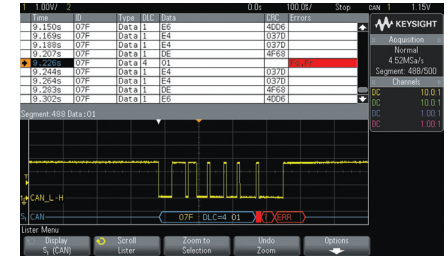 1 1.00V/ 2 0.0s 100.0%/ Stop CAN 1 1.15V
Time ID Type DLC Data CRC Errors
9.150s 07F Data 1 E6 4DD6
9.169s 07F Data 1 E4 037D
9.188s 07F Data 1 E4 037D
9.207s 07F Data 1 DE 4F68
9.226s 07F Data 4 01
9.244s 07F Data 1 E4 037D
9.264s 07F Data 1 E4 037D
9.283s 07F Data 1 DE 4F68
9.302s 07F Data 1 E6 4DD6
KEYSIGHT
Acquisition
Normal
4.52MSa/s
Segment: 488/500
Channels
DC 10.0:1
DC 10.0:1
DC 1.00:1
DC 1.00:1
Segment:488 Data:01
T
CAN_L-H
S₁ CAN 07F DLC=4 01 ERR
Lister Menu
Display Scroll Zoom to Undo Options
S₁ (CAN) Lister Selection Zoom